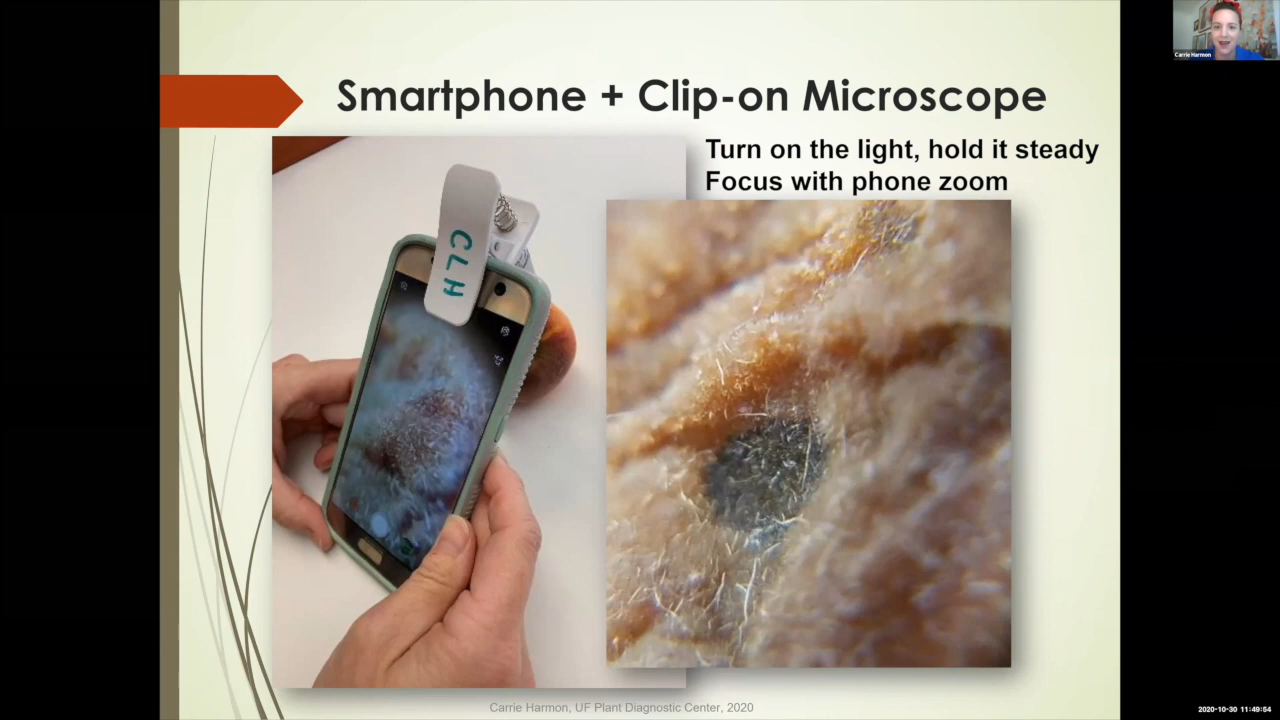 Carrie Harmon
Smartphone + Clip-on Microscope
Turn on the light, hold it steady
Focus with phone zoom
CLH
Carrie Harmon, UF Plant Diagnostic Center, 2020
2020-10-30 11:49:54